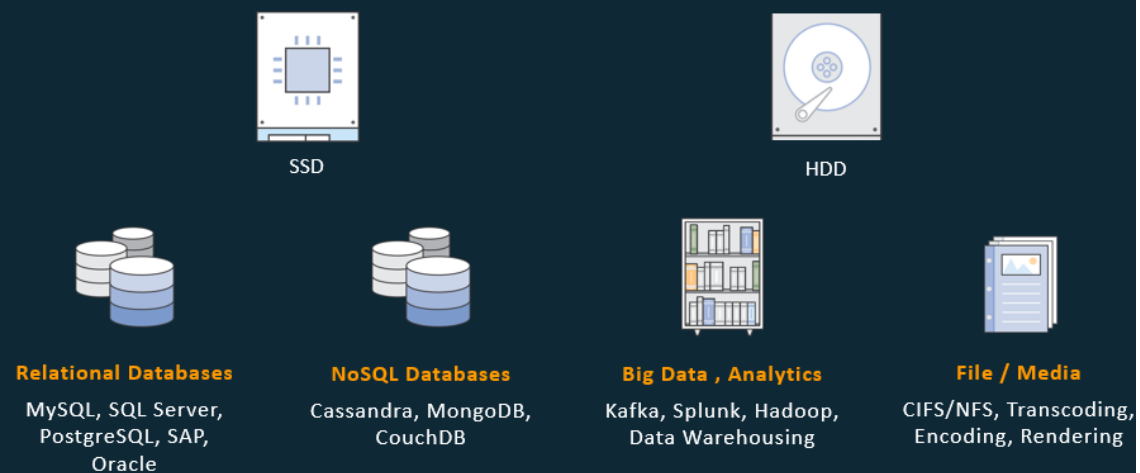 SSD
HDD
Relational Databases
MySQL, SQL Server,
PostgreSQL, SAP,
Oracle
NoSQL Databases
Cassandra, MongoDB,
CouchDB
Big Data , Analytics
Kafka, Splunk, Hadoop,
Data Warehousing
File / Media
CIFS/NFS, Transcoding,
Encoding, Rendering